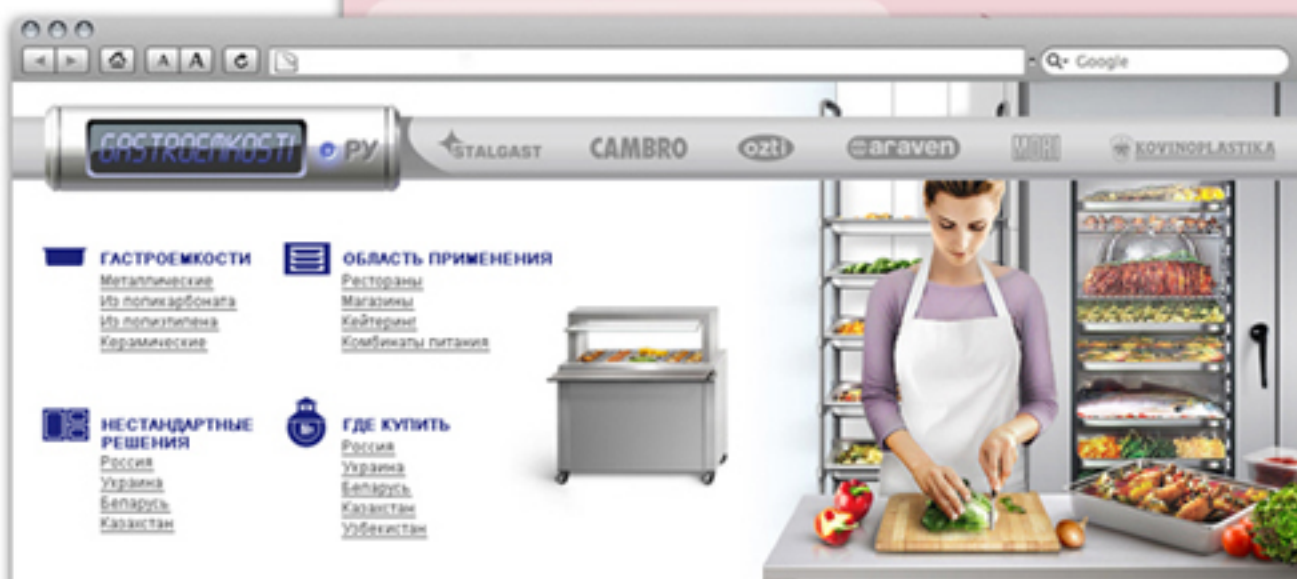 A A
Google
GASTROEMKOSTI
РУ
STALGAST CAMBRO ozti araven MORI KOVINOPLASTIKA
ГАСТРОЕМКОСТИ
Металлические
Из поликарбоната
Из полиэтилена
Керамические
ОБЛАСТЬ ПРИМЕНЕНИЯ
Рестораны
Магазины
Кейтеринг
Комбинаты питания
НЕСТАНДАРТНЫЕ
РЕШЕНИЯ
Россия
Украина
Беларусь
Казахстан
ГДЕ КУПИТЬ
Россия
Украина
Беларусь
Казахстан
Узбекистан